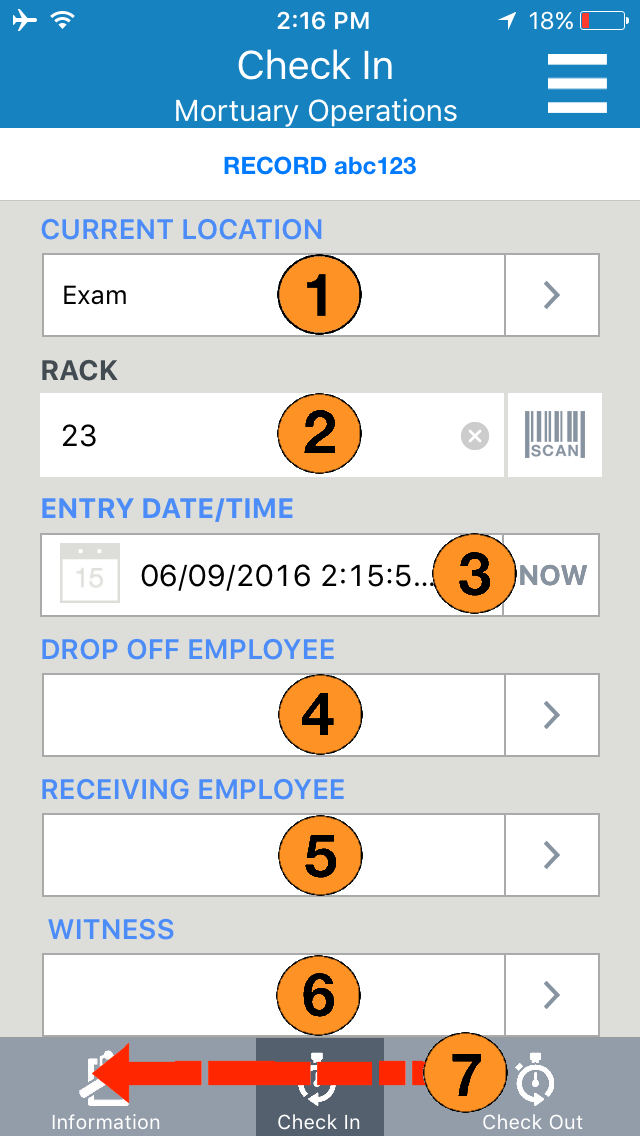 2:16 PM
18%
Check In
Mortuary Operations
RECORD abc123
CURRENT LOCATION
Exam
1
RACK
23
2
SCAN
ENTRY DATE/TIME
15
06/09/2016 2:15:5...
3
NOW
DROP OFF EMPLOYEE
4
RECEIVING EMPLOYEE
5
WITNESS
6
7
Information
Check In
Check Out